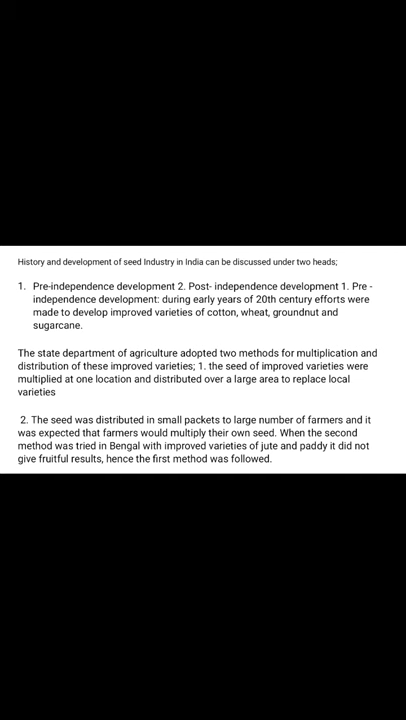 History and development of seed Industry in India can be discussed under two heads;
1. Pre-independence development 2. Post- independence development 1. Pre -
independence development: during early years of 20th century efforts were
made to develop improved varieties of cotton, wheat, groundnut and
sugarcane.
The state department of agriculture adopted two methods for multiplication and
distribution of these improved varieties; 1. the seed of improved varieties were
multiplied at one location and distributed over a large area to replace local
varieties
2. The seed was distributed in small packets to large number of farmers and it
was expected that farmers would multiply their own seed. When the second
method was tried in Bengal with improved varieties of jute and paddy it did not
give fruitful results, hence the first method was followed.